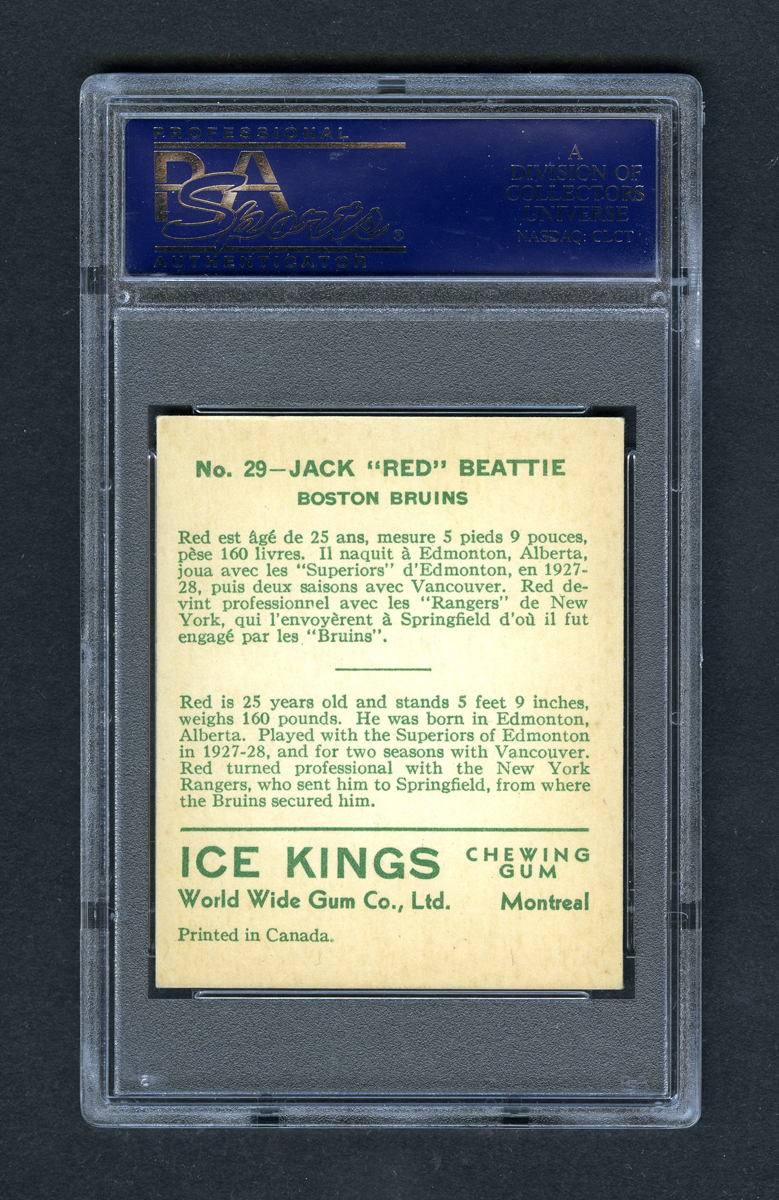 PROFESSIONAL
PSA
Sports®
AUTHENTICATOR
A
DIVISION OF
COLLECTORS
UNIVERSE
NASDAQ: CLCT
No. 29—JACK "RED" BEATTIE
BOSTON BRUINS
Red est âgé de 25 ans, mesure 5 pieds 9 pouces,
pèse 160 livres. Il naquit à Edmonton, Alberta,
joua avec les "Superiors" d'Edmonton, en 1927-
28, puis deux saisons avec Vancouver. Red de-
vint professionnel avec les "Rangers" de New
York, qui l'envoyèrent à Springfield d'où il fut
engagé par les "Bruins".
Red is 25 years old and stands 5 feet 9 inches,
weighs 160 pounds. He was born in Edmonton,
Alberta. Played with the Superiors of Edmonton
in 1927-28, and for two seasons with Vancouver.
Red turned professional with the New York
Rangers, who sent him to Springfield, from where
the Bruins secured him.
ICE KINGS CHEWING GUM
World Wide Gum Co., Ltd. Montreal
Printed in Canada.